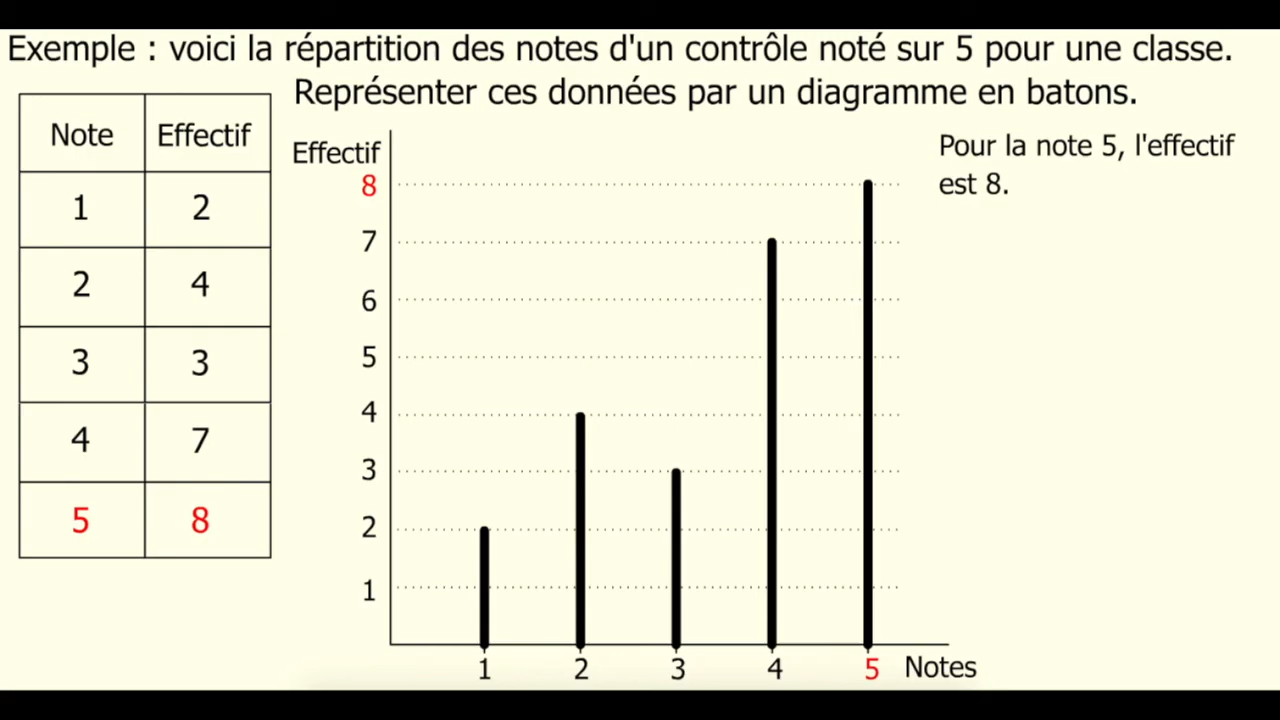 Exemple : voici la répartition des notes d'un contrôle noté sur 5 pour une classe.
Représenter ces données par un diagramme en batons.
Note Effectif
1 2
2 4
3 3
4 7
5 8
Effectif
8
7
6
5
4
3
2
1
1 2 3 4 5 Notes
Pour la note 5, l'effectif
est 8.